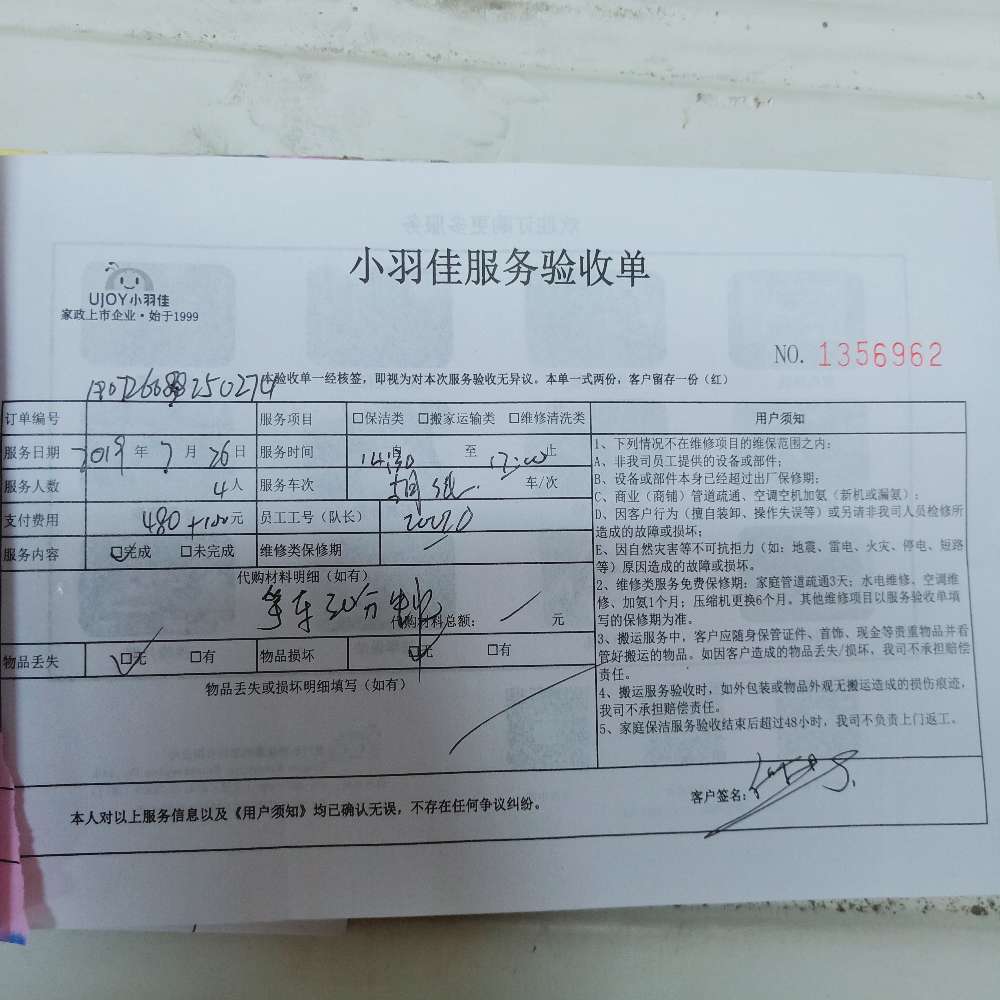 小羽佳服务验收单
UJOY小羽佳
家政上市企业·始于1999
NO. 1356962
本验收单一经核签,即视为对本次服务验收无异议。本单一式两份,客户留存一份(红)
订单编号 服务项目 □保洁类 □搬家运输类 □维修清洗类
服务日期 2019 年 7 月 26 日 服务时间 14:30 自 至 17:00 止
服务人数 4 人 服务车次 车/次
支付费用 480+100 元 员工工号(队长) 20020
服务内容 □完成 □未完成 维修类保修期
代购材料明细(如有)
等车30分钟
代购材料总额: 元
物品丢失 □无 □有 物品损坏 □无 □有
物品丢失或损坏明细填写(如有)
用户须知
1、下列情况不在维修项目的维保范围之内:
A、非我司员工提供的设备或部件;
B、设备或部件本身已经超过出厂保修期;
C、商业(商铺)管道疏通、空调空机加氨(新机或漏氨);
D、因客户行为(擅自装卸、操作失误等)或另请非我司人员检修所
造成的故障或损坏;
E、因自然灾害等不可抗拒力(如:地震、雷电、火灾、停电、短路
等)原因造成的故障或损坏。
2、维修类服务免费保修期:家庭管道疏通3天;水电维修、空调维
修、加氨1个月;压缩机更换6个月。其他维修项目以服务验收单填
写的保修期为准。
3、搬运服务中,客户应随身保管证件、首饰、现金等贵重物品并看
管好搬运的物品。如因客户造成的物品丢失/损坏,我司不承担赔偿
责任。
4、搬运服务验收时,如外包装或物品外观无搬运造成的损伤痕迹,
我司不承担赔偿责任。
5、家庭保洁服务验收结束后超过48小时,我司不负责上门返工。
本人对以上服务信息以及《用户须知》均已确认无误,不存在任何争议纠纷。
客户签名: